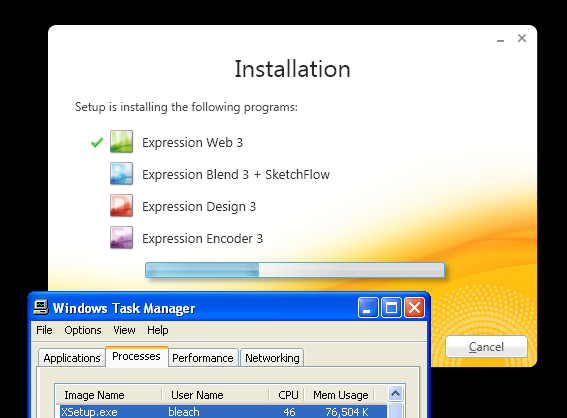 Installation
Setup is installing the following programs:
Expression Web 3
Expression Blend 3 + SketchFlow
Expression Design 3
Expression Encoder 3
Cancel
Windows Task Manager
File Options View Help
Applications Processes Performance Networking
Image Name User Name CPU Mem Usage
XSetup.exe bleach 46 76,504 K